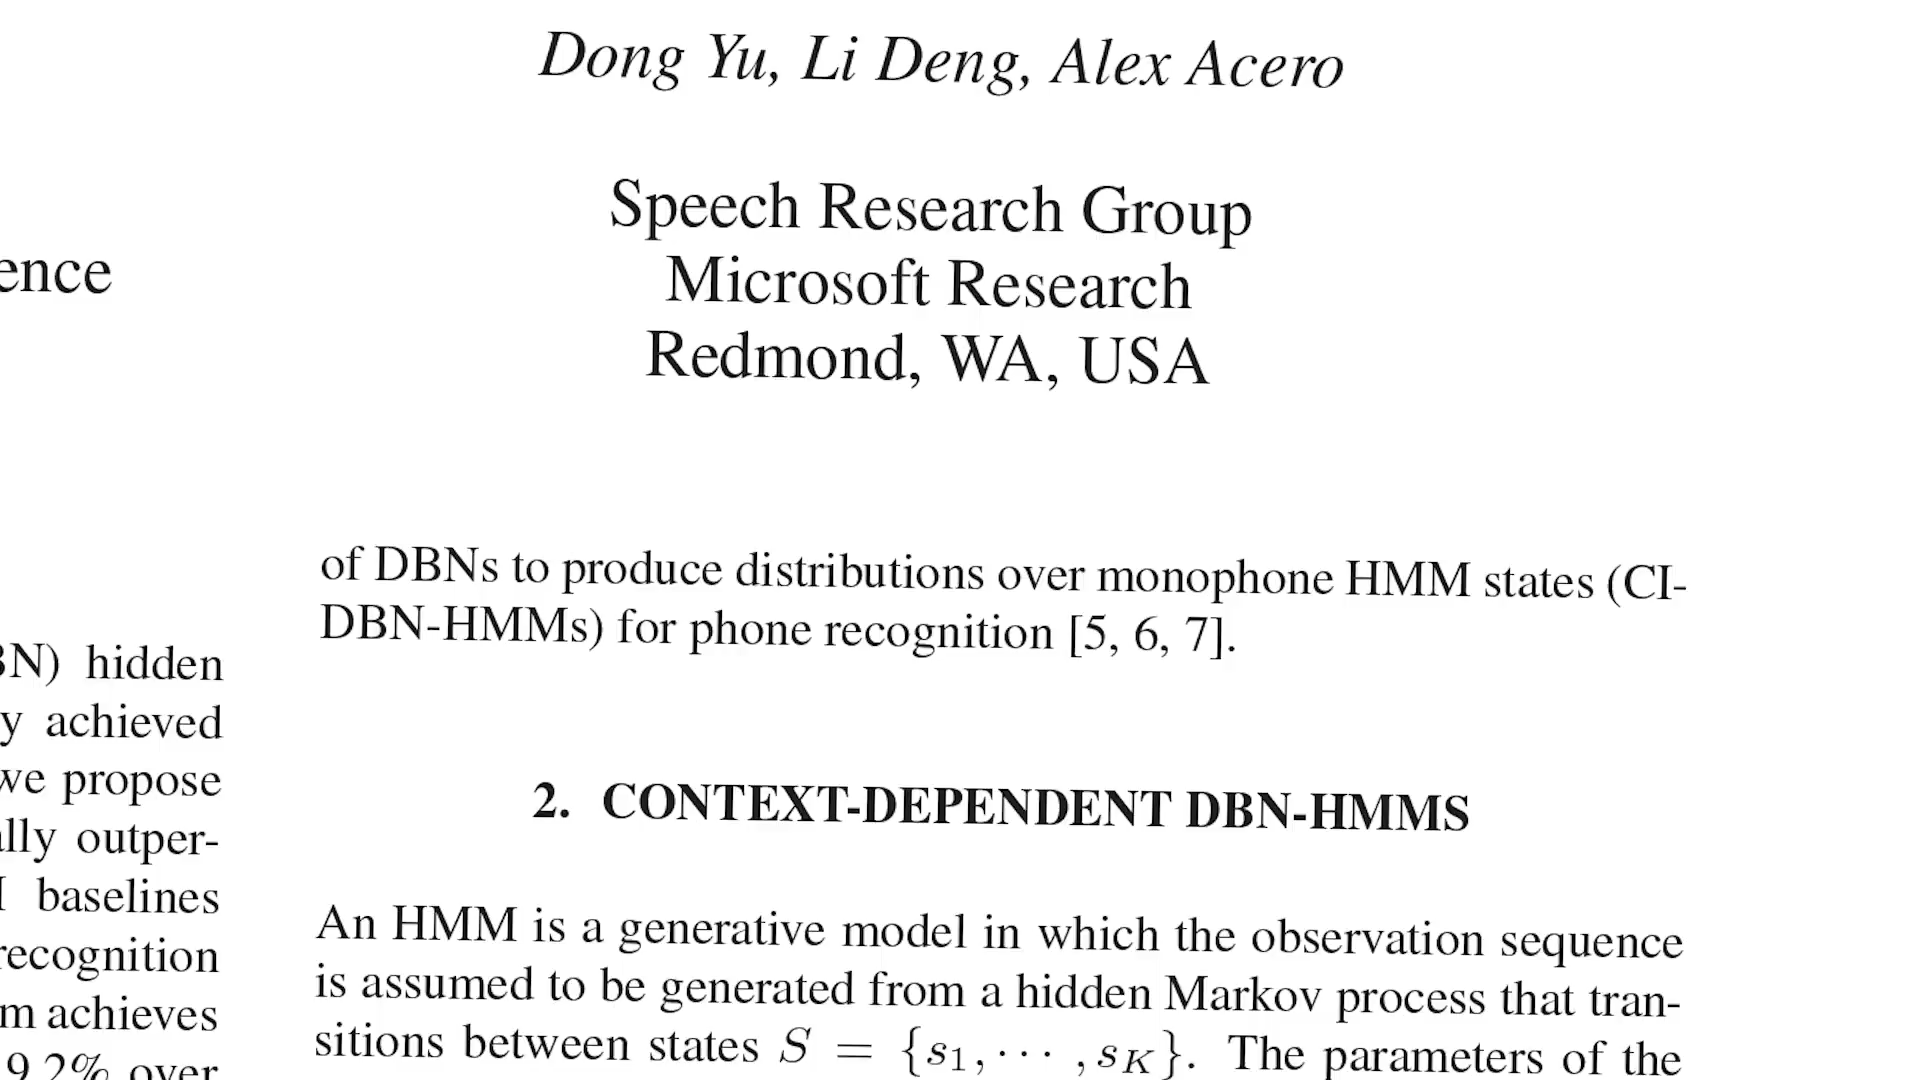 Dong Yu, Li Deng, Alex Acero
Speech Research Group
Microsoft Research
Redmond, WA, USA
ence
hidden
achieved
propose
outper-
baselines
recognition
achieves
9.2% over
of DBNs to produce distributions over monophone HMM states (CI-
DBN-HMMs) for phone recognition [5, 6, 7].
2. CONTEXT-DEPENDENT DBN-HMMS
An HMM is a generative model in which the observation sequence
is assumed to be generated from a hidden Markov process that tran-
sitions between states S = {s1, ··· , sK}. The parameters of the